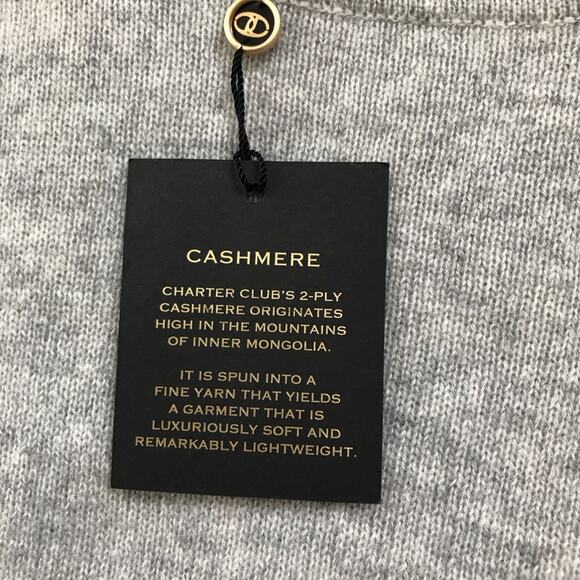 CASHMERE
CHARTER CLUB'S 2-PLY
CASHMERE ORIGINATES
HIGH IN THE MOUNTAINS
OF INNER MONGOLIA.
IT IS SPUN INTO A
FINE YARN THAT YIELDS
A GARMENT THAT IS
LUXURIOUSLY SOFT AND
REMARKABLY LIGHTWEIGHT.